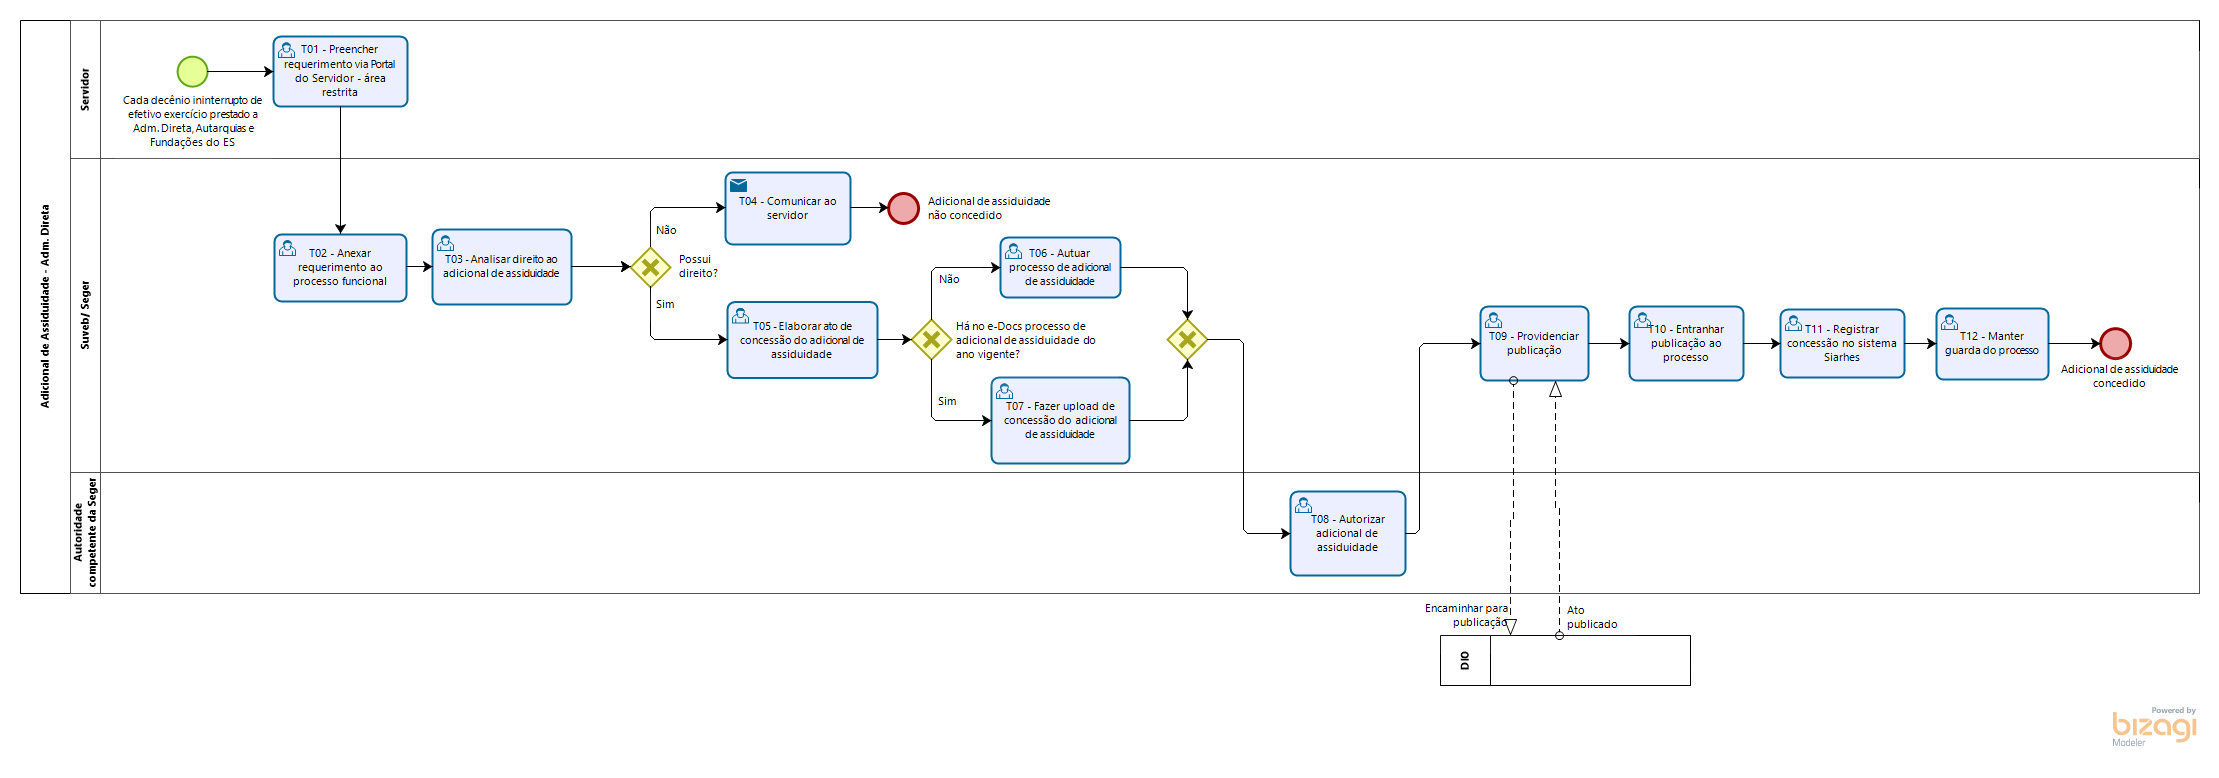 Adicional de Assiduidade - Adm. Direta
Servidor
Cada decênio ininterrupto de
efetivo exercício prestado a
Adm. Direta, Autarquias e
Fundações do ES
T01 - Preencher
requerimento via Portal
do Servidor - área
restrita
Suveb/ Seger
T02 - Anexar
requerimento ao
processo funcional
T03 - Analisar direito ao
adicional de assiduidade
Possui
direito?
Não
Sim
T04 - Comunicar ao
servidor
Adicional de assiduidade
não concedido
T05 - Elaborar ato de
concessão do adicional de
assiduidade
Há no e-Docs processo de
adicional de assiduidade do
ano vigente?
Não
Sim
T06 - Autuar
processo de adicional
de assiduidade
T07 - Fazer upload de
concessão do adicional
de assiduidade
Autoridade
competente da Seger
T08 - Autorizar
adicional de
assiduidade
T09 - Providenciar
publicação
T10 - Entranhar
publicação ao
processo
T11 - Registrar
concessão no sistema
Siarhes
T12 - Manter
guarda do processo
Adicional de assiduidade
concedido
Encaminhar para
publicação
Ato
publicado
DIO
Powered by
bizagi
Modeler